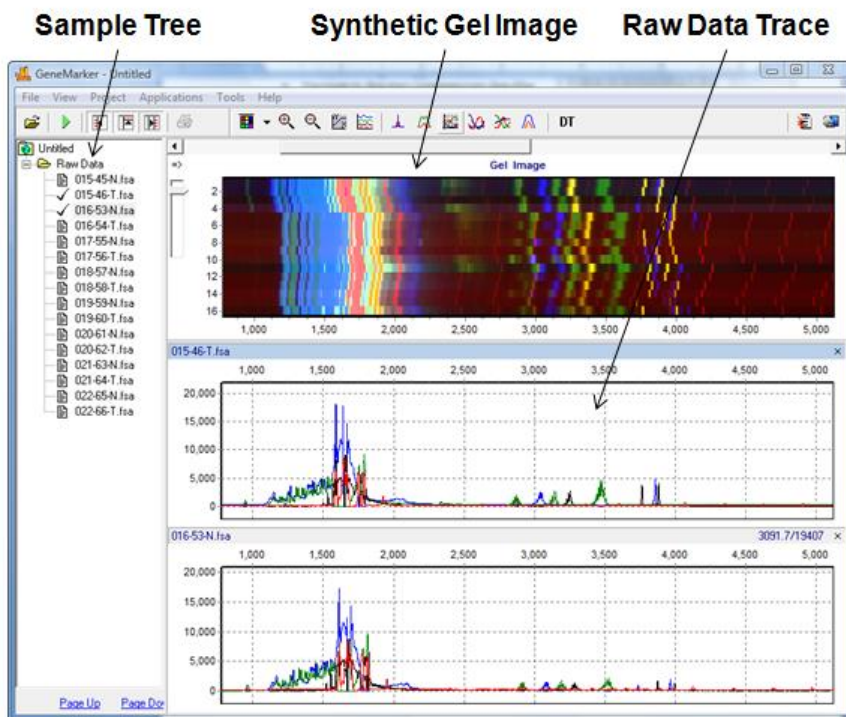 Sample Tree Synthetic Gel Image Raw Data Trace
GeneMarker - Untitled
File View Project Applications Tools Help
DT
Untitled
Raw Data
015-45-N.fsa
015-46-T.fsa
016-53-N.fsa
016-54-T.fsa
017-55-N.fsa
017-56-T.fsa
018-57-N.fsa
018-58-T.fsa
019-59-N.fsa
019-60-T.fsa
020-61-N.fsa
020-62-T.fsa
021-63-N.fsa
021-64-T.fsa
022-65-N.fsa
022-66-T.fsa
Page Up Page Do
=>
Gel Image
2
4
6
8
10
12
14
16
1,000 1,500 2,000 2,500 3,000 3,500 4,000 4,500 5,000
015-46-T.fsa ×
1,000 1,500 2,000 2,500 3,000 3,500 4,000 4,500 5,000
20,000
15,000
10,000
5,000
0
016-53-N.fsa 3091.7/19407 ×
1,000 1,500 2,000 2,500 3,000 3,500 4,000 4,500 5,000
20,000
15,000
10,000
5,000
0